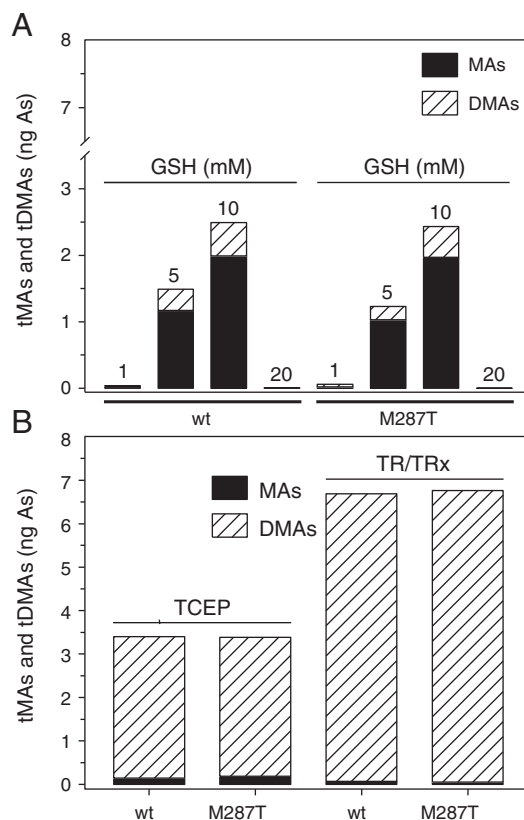 A
8
MAs
DMAs
7
GSH (mM)
GSH (mM)
3
10
10
2
5
5
1
1
1
20
20
0
wt
M287T
tMAs and tDMAs (ng As)
B
8
TR/TRx
7
MAs
DMAs
6
5
4
TCEP
3
2
1
0
wt
M287T
wt
M287T
tMAs and tDMAs (ng As)